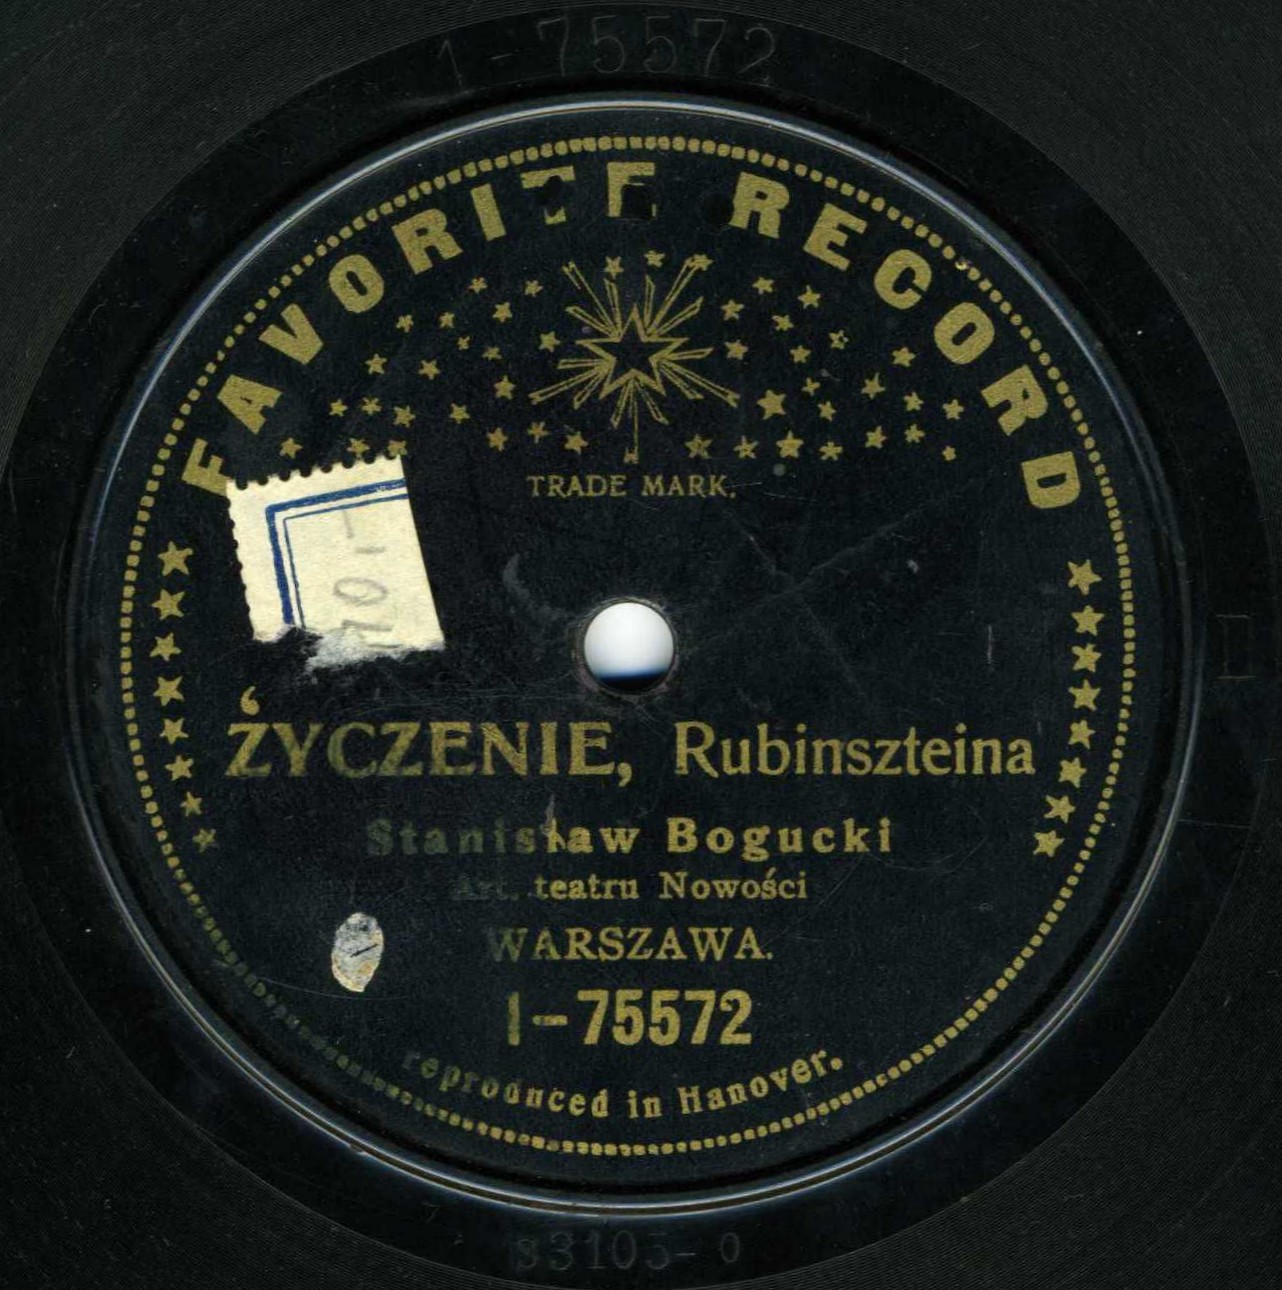 1-75572
FAVORITE RECORD
TRADE MARK.
ŻYCZENIE, Rubinszteina
Stanisław Bogucki
Art. teatru Nowości
WARSZAWA.
1-75572
reproduced in Hanover.